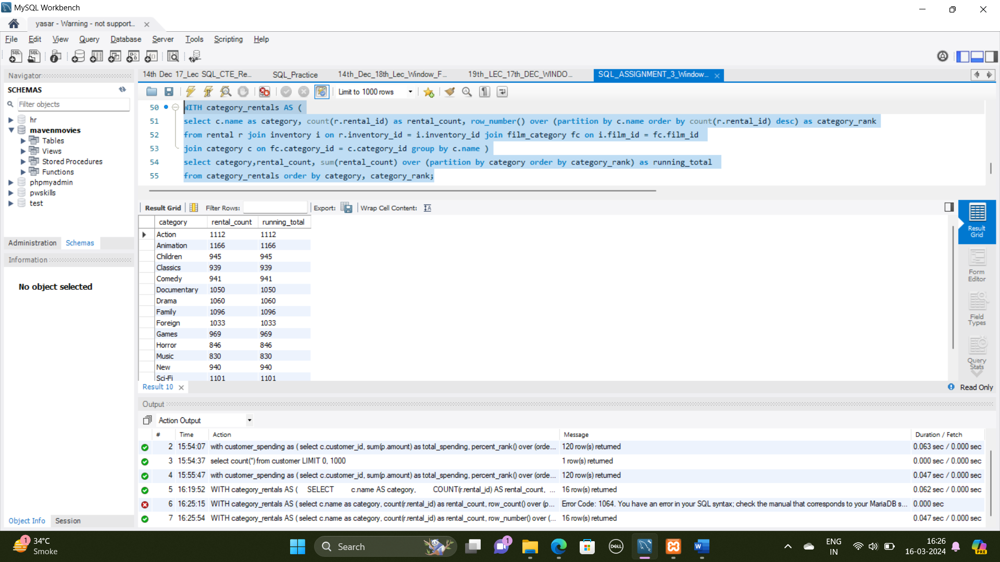 MySQL Workbench
yasar - Warning - not support...
File Edit View Query Database Server Tools Scripting Help
Navigator
SCHEMAS
Filter objects
hr
mavenmovies
Tables
Views
Stored Procedures
Functions
phpmyadmin
pwskills
test
Administration Schemas
Information
No object selected
Object Info Session
14th Dec 17_Lec SQL_CTE_Re... SQL_Practice 14th_Dec_18th_Lec_Window_F... 19th_LEC_17th_DEC_WINDO... SQL_ASSIGNMENT_3_Window...
Limit to 1000 rows
50 WITH category_rentals AS (
51 select c.name as category, count(r.rental_id) as rental_count, row_number() over (partition by c.name order by count(r.rental_id) desc) as category_rank
52 from rental r join inventory i on r.inventory_id = i.inventory_id join film_category fc on i.film_id = fc.film_id
53 join category c on fc.category_id = c.category_id group by c.name )
54 select category,rental_count, sum(rental_count) over (partition by category order by category_rank) as running_total
55 from category_rentals order by category, category_rank;
Result Grid Filter Rows: Export: Wrap Cell Content:
category rental_count running_total
Action 1112 1112
Animation 1166 1166
Children 945 945
Classics 939 939
Comedy 941 941
Documentary 1050 1050
Drama 1060 1060
Family 1096 1096
Foreign 1033 1033
Games 969 969
Horror 846 846
Music 830 830
New 940 940
Sci-Fi 1101 1101
Result Grid
Form Editor
Field Types
Query Stats
Result 10
Read Only
Output
Action Output
# Time Action Message Duration / Fetch
2 15:54:07 with customer_spending as ( select c.customer_id, sum(p.amount) as total_spending, percent_rank() over (orde... 120 row(s) returned 0.063 sec / 0.000 sec
3 15:54:37 select count(*) from customer LIMIT 0, 1000 1 row(s) returned 0.000 sec / 0.000 sec
4 15:55:47 with customer_spending as ( select c.customer_id, sum(p.amount) as total_spending, percent_rank() over (orde... 120 row(s) returned 0.047 sec / 0.000 sec
5 16:19:52 WITH category_rentals AS ( SELECT c.name AS category, COUNT(r.rental_id) AS rental_count, ... 16 row(s) returned 0.062 sec / 0.000 sec
6 16:25:15 WITH category_rentals AS ( select c.name as category, count(r.rental_id) as rental_count, row_count() over (p... Error Code: 1064. You have an error in your SQL syntax; check the manual that corresponds to your MariaDB s... 0.000 sec
7 16:25:54 WITH category_rentals AS ( select c.name as category, count(r.rental_id) as rental_count, row_number() over (... 16 row(s) returned 0.047 sec / 0.000 sec
1
34°C
Smoke
Search
1
DELL
W
ENG
IN
16:26
16-03-2024
PRE